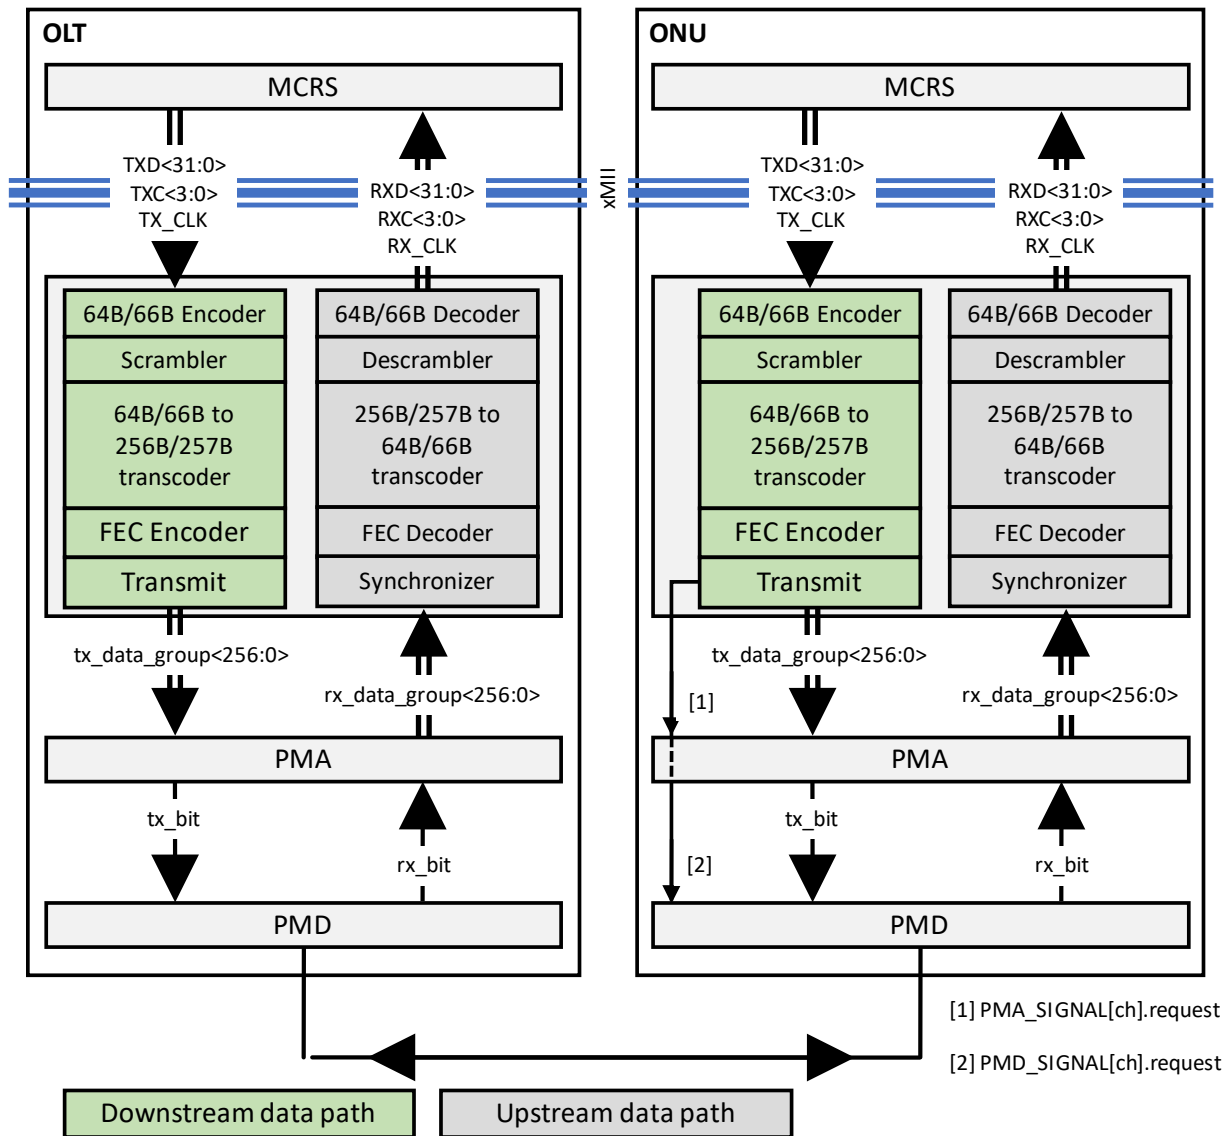 OLT
MCRS
TXD<31:0>
TXC<3:0>
TX_CLK
RXD<31:0>
RXC<3:0>
RX_CLK
64B/66B Encoder
Scrambler
64B/66B to
256B/257B
transcoder
FEC Encoder
Transmit
64B/66B Decoder
Descrambler
256B/257B to
64B/66B
transcoder
FEC Decoder
Synchronizer
tx_data_group<256:0>
rx_data_group<256:0>
PMA
tx_bit
rx_bit
PMD
xMII
ONU
MCRS
TXD<31:0>
TXC<3:0>
TX_CLK
RXD<31:0>
RXC<3:0>
RX_CLK
64B/66B Encoder
Scrambler
64B/66B to
256B/257B
transcoder
FEC Encoder
Transmit
64B/66B Decoder
Descrambler
256B/257B to
64B/66B
transcoder
FEC Decoder
Synchronizer
tx_data_group<256:0>
rx_data_group<256:0>
[1]
PMA
tx_bit
rx_bit
[2]
PMD
[1] PMA_SIGNAL[ch].request
[2] PMD_SIGNAL[ch].request
Downstream data path
Upstream data path